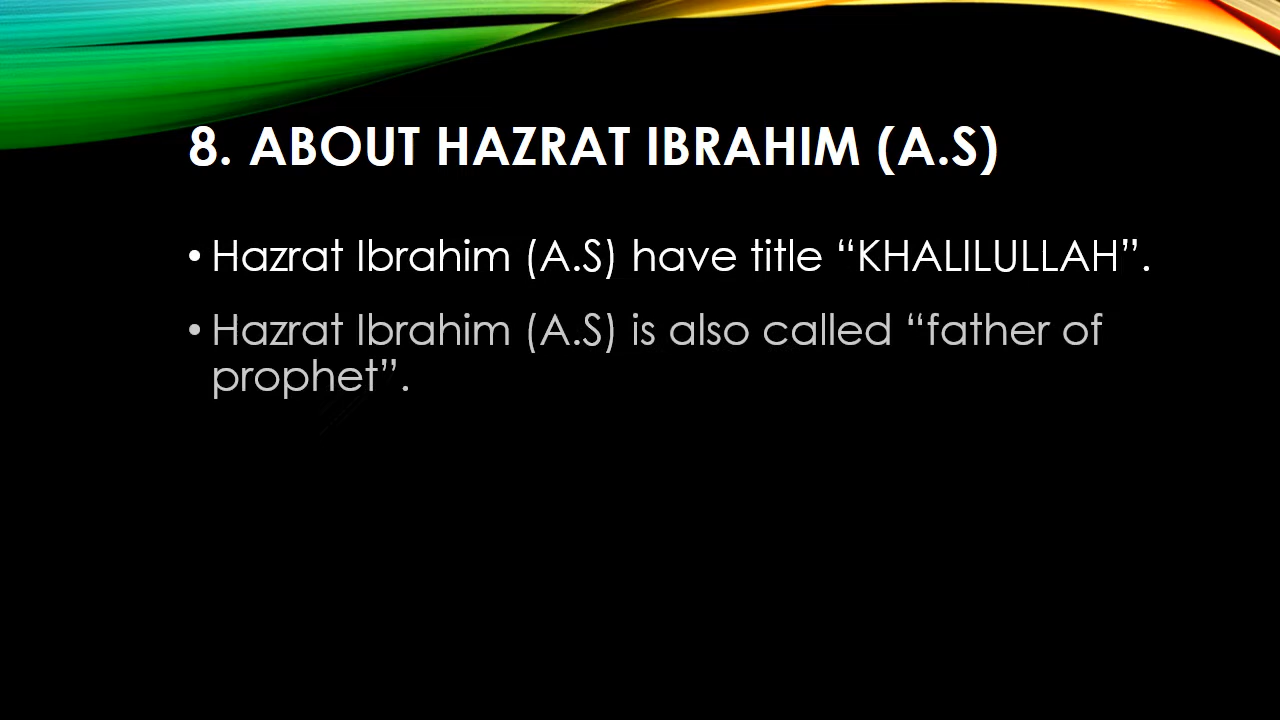 8. ABOUT HAZRAT IBRAHIM (A.S)
• Hazrat Ibrahim (A.S) have title “KHALILULLAH”.
• Hazrat Ibrahim (A.S) is also called “father of
prophet”.